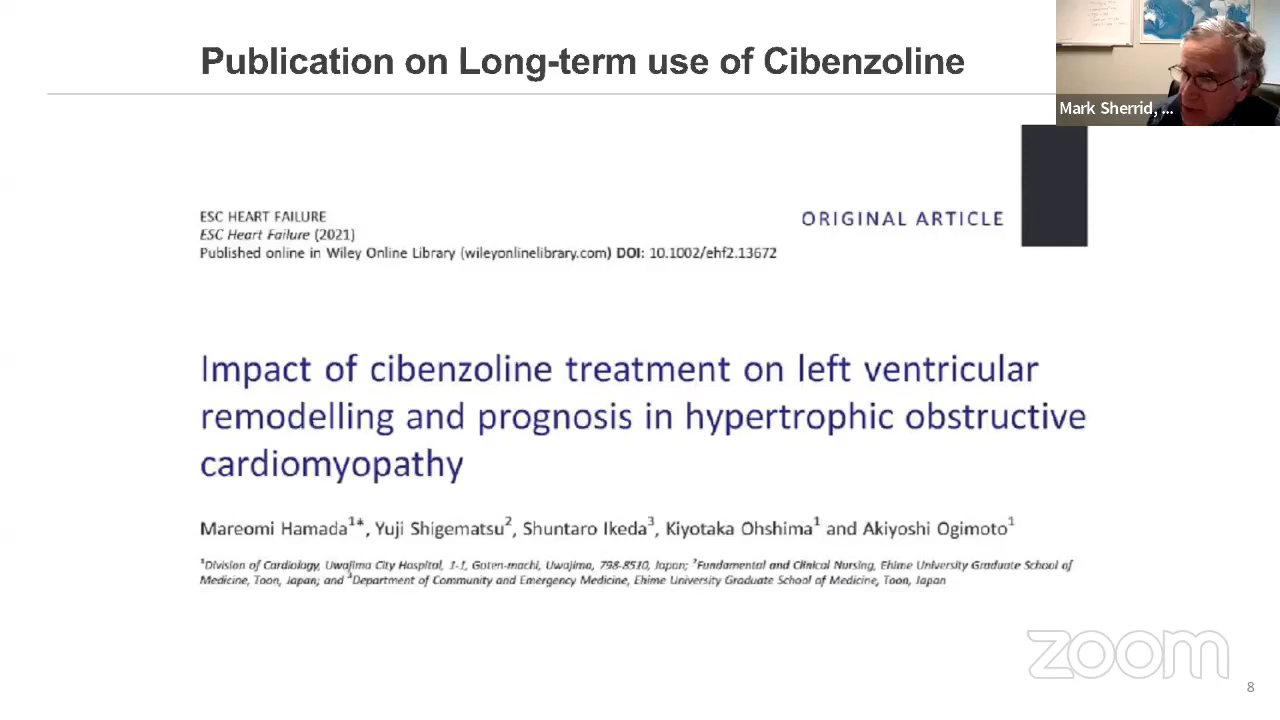 Publication on Long-term use of Cibenzoline
Mark Sherrid, ...
ESC HEART FAILURE
ESC Heart Failure (2021)
Published online in Wiley Online Library (wileyonlinelibrary.com) DOI: 10.1002/ehf2.13672
ORIGINAL ARTICLE
Impact of cibenzoline treatment on left ventricular
remodelling and prognosis in hypertrophic obstructive
cardiomyopathy
Mareomi Hamada1*, Yuji Shigematsu2, Shuntaro Ikeda3, Kiyotaka Ohshima1 and Akiyoshi Ogimoto1
1Division of Cardiology, Uwajima City Hospital, 1-1, Goten-machi, Uwajima, 798-8510, Japan; 2Fundamental and Clinical Nursing, Ehime University Graduate School of
Medicine, Toon, Japan; and 3Department of Community and Emergency Medicine, Ehime University Graduate School of Medicine, Toon, Japan
zoom
8